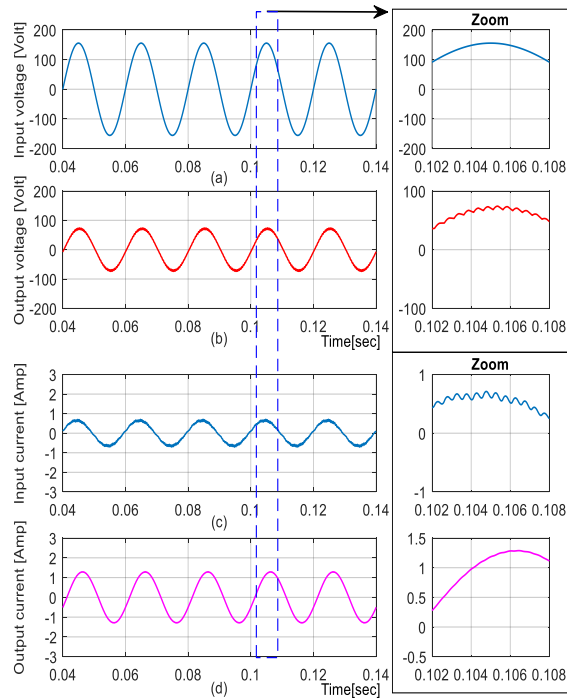 Zoom
Input voltage [Volt]
200
100
0
-100
-200
0.04 0.06 0.08 0.1 0.12 0.14
(a)
200
100
0
-100
-200
0.102 0.104 0.106 0.108
Output voltage [Volt]
200
100
0
-100
-200
0.04 0.06 0.08 0.1 0.12 0.14
(b)
Time[sec]
100
0
-100
0.102 0.104 0.106 0.108
Zoom
Input current [Amp]
3
2
1
0
-1
-2
-3
0.04 0.06 0.08 0.1 0.12 0.14
(c)
1
0
-1
0.102 0.104 0.106 0.108
Output current [Amp]
3
2
1
0
-1
-2
-3
0.04 0.06 0.08 0.1 0.12 0.14
(d)
Time[sec]
1.5
1
0.5
0
-0.5
0.102 0.104 0.106 0.108